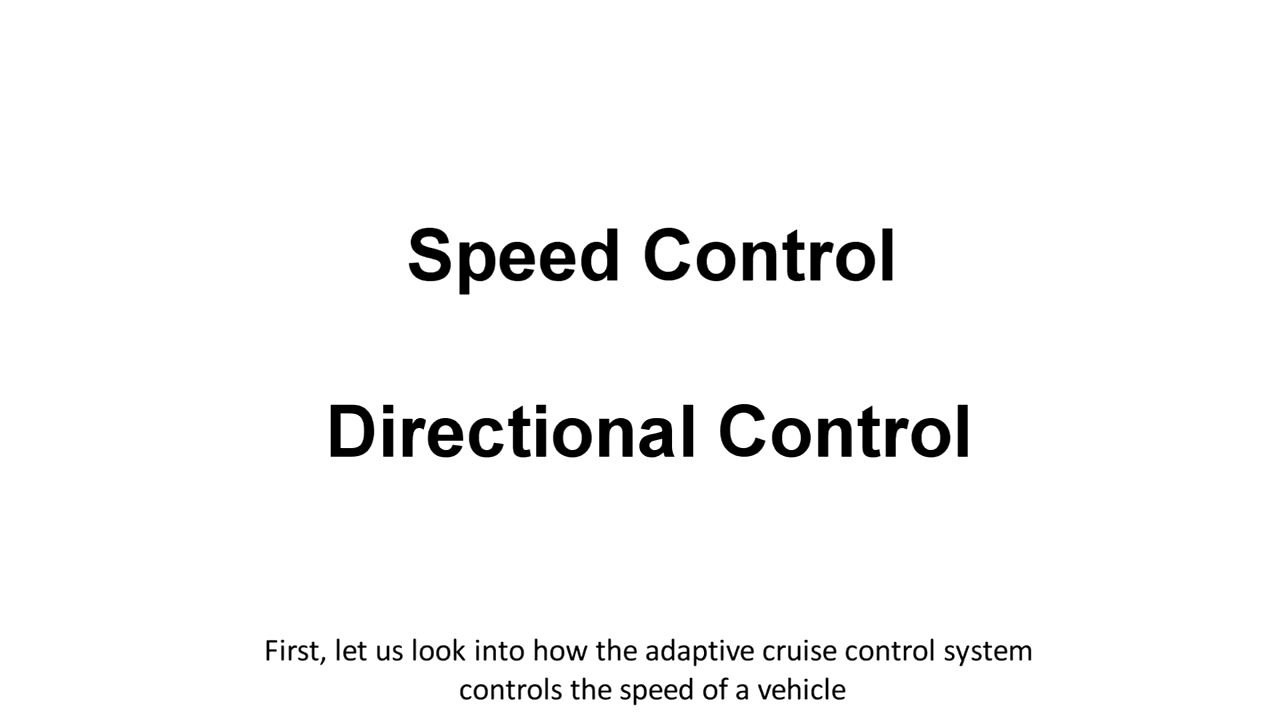 Speed Control
Directional Control
First, let us look into how the adaptive cruise control system
controls the speed of a vehicle